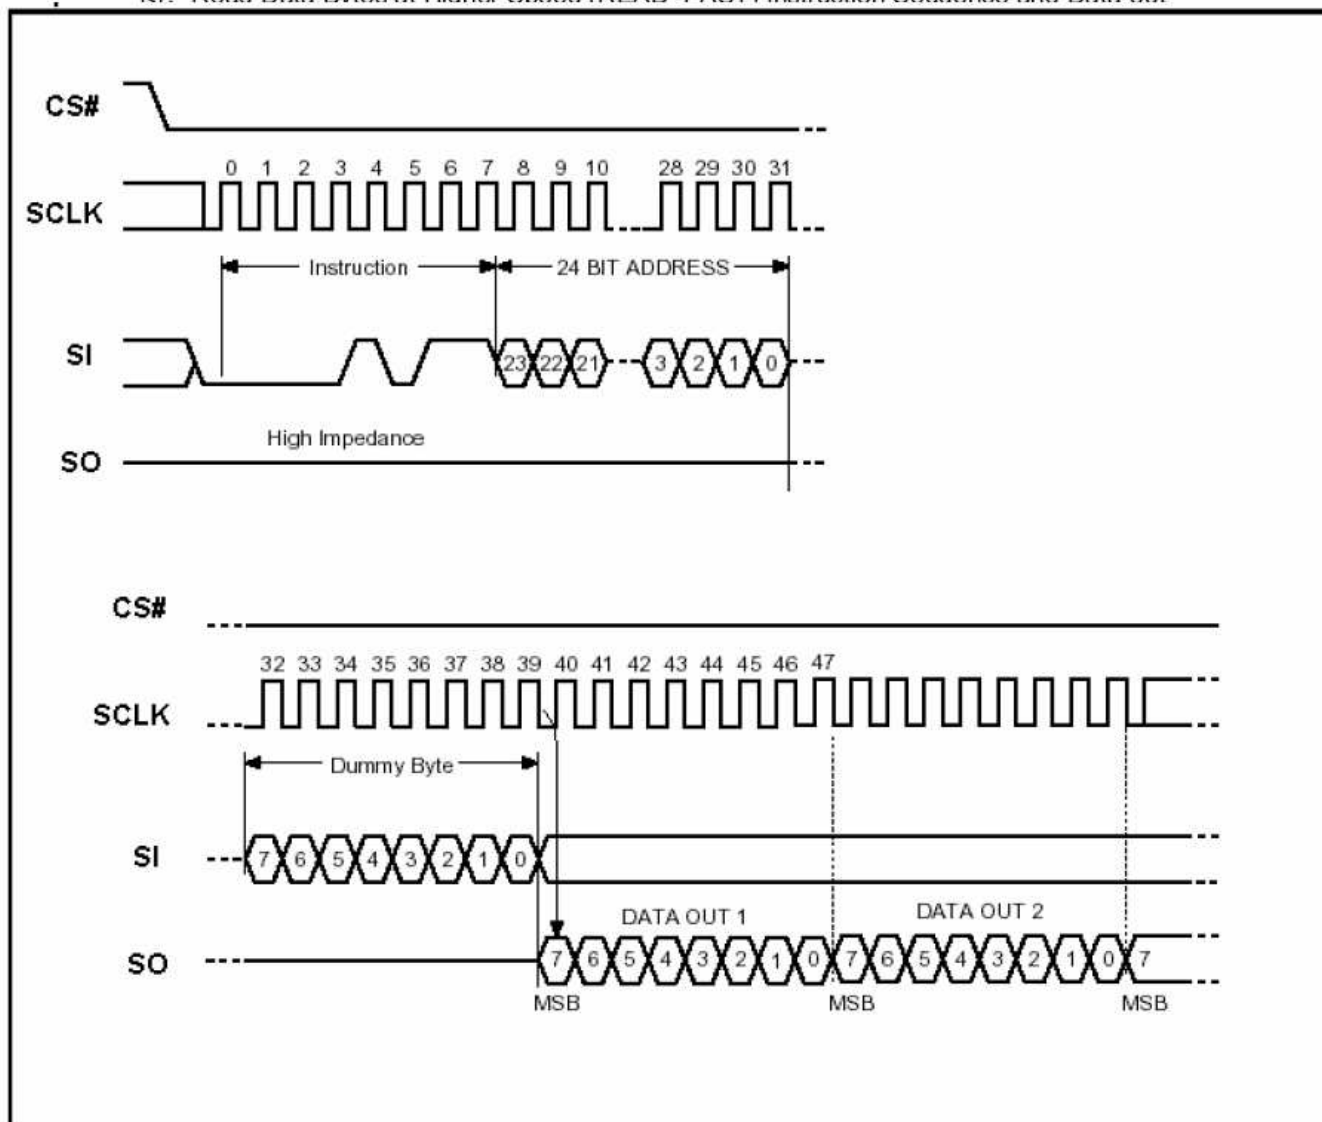 CS#
0 1 2 3 4 5 6 7 8 9 10 28 29 30 31
SCLK
Instruction 24 BIT ADDRESS
SI 23 22 21 3 2 1 0
High Impedance
SO
CS#
32 33 34 35 36 37 38 39 40 41 42 43 44 45 46 47
SCLK
Dummy Byte
SI 7 6 5 4 3 2 1 0
DATA OUT 1 DATA OUT 2
SO 7 6 5 4 3 2 1 0 7 6 5 4 3 2 1 0 7
MSB MSB MSB